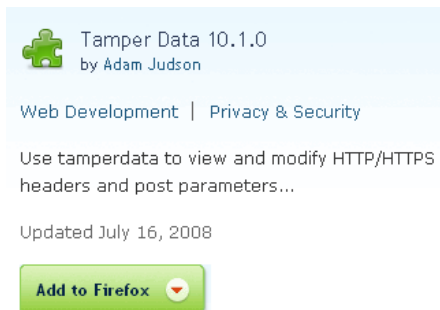 Tamper Data 10.1.0
by Adam Judson
Web Development | Privacy & Security
Use tamperdata to view and modify HTTP/HTTPS
headers and post parameters...
Updated July 16, 2008
Add to Firefox